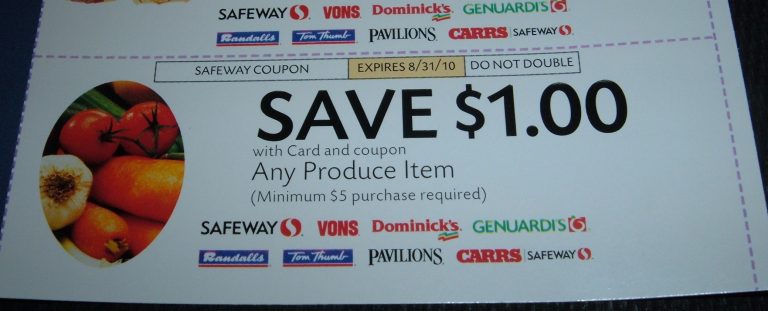 SAFEWAY VONS. Dominick's GENUARDI'S
Randalls Tom Thumb PAVILIONS. CARRS SAFEWAY
SAFEWAY COUPON EXPIRES 8/31/10 DO NOT DOUBLE
SAVE $1.00
with Card and coupon
Any Produce Item
(Minimum $5 purchase required)
SAFEWAY VONS. Dominick's GENUARDI'S
Randalls Tom Thumb PAVILIONS. CARRS SAFEWAY